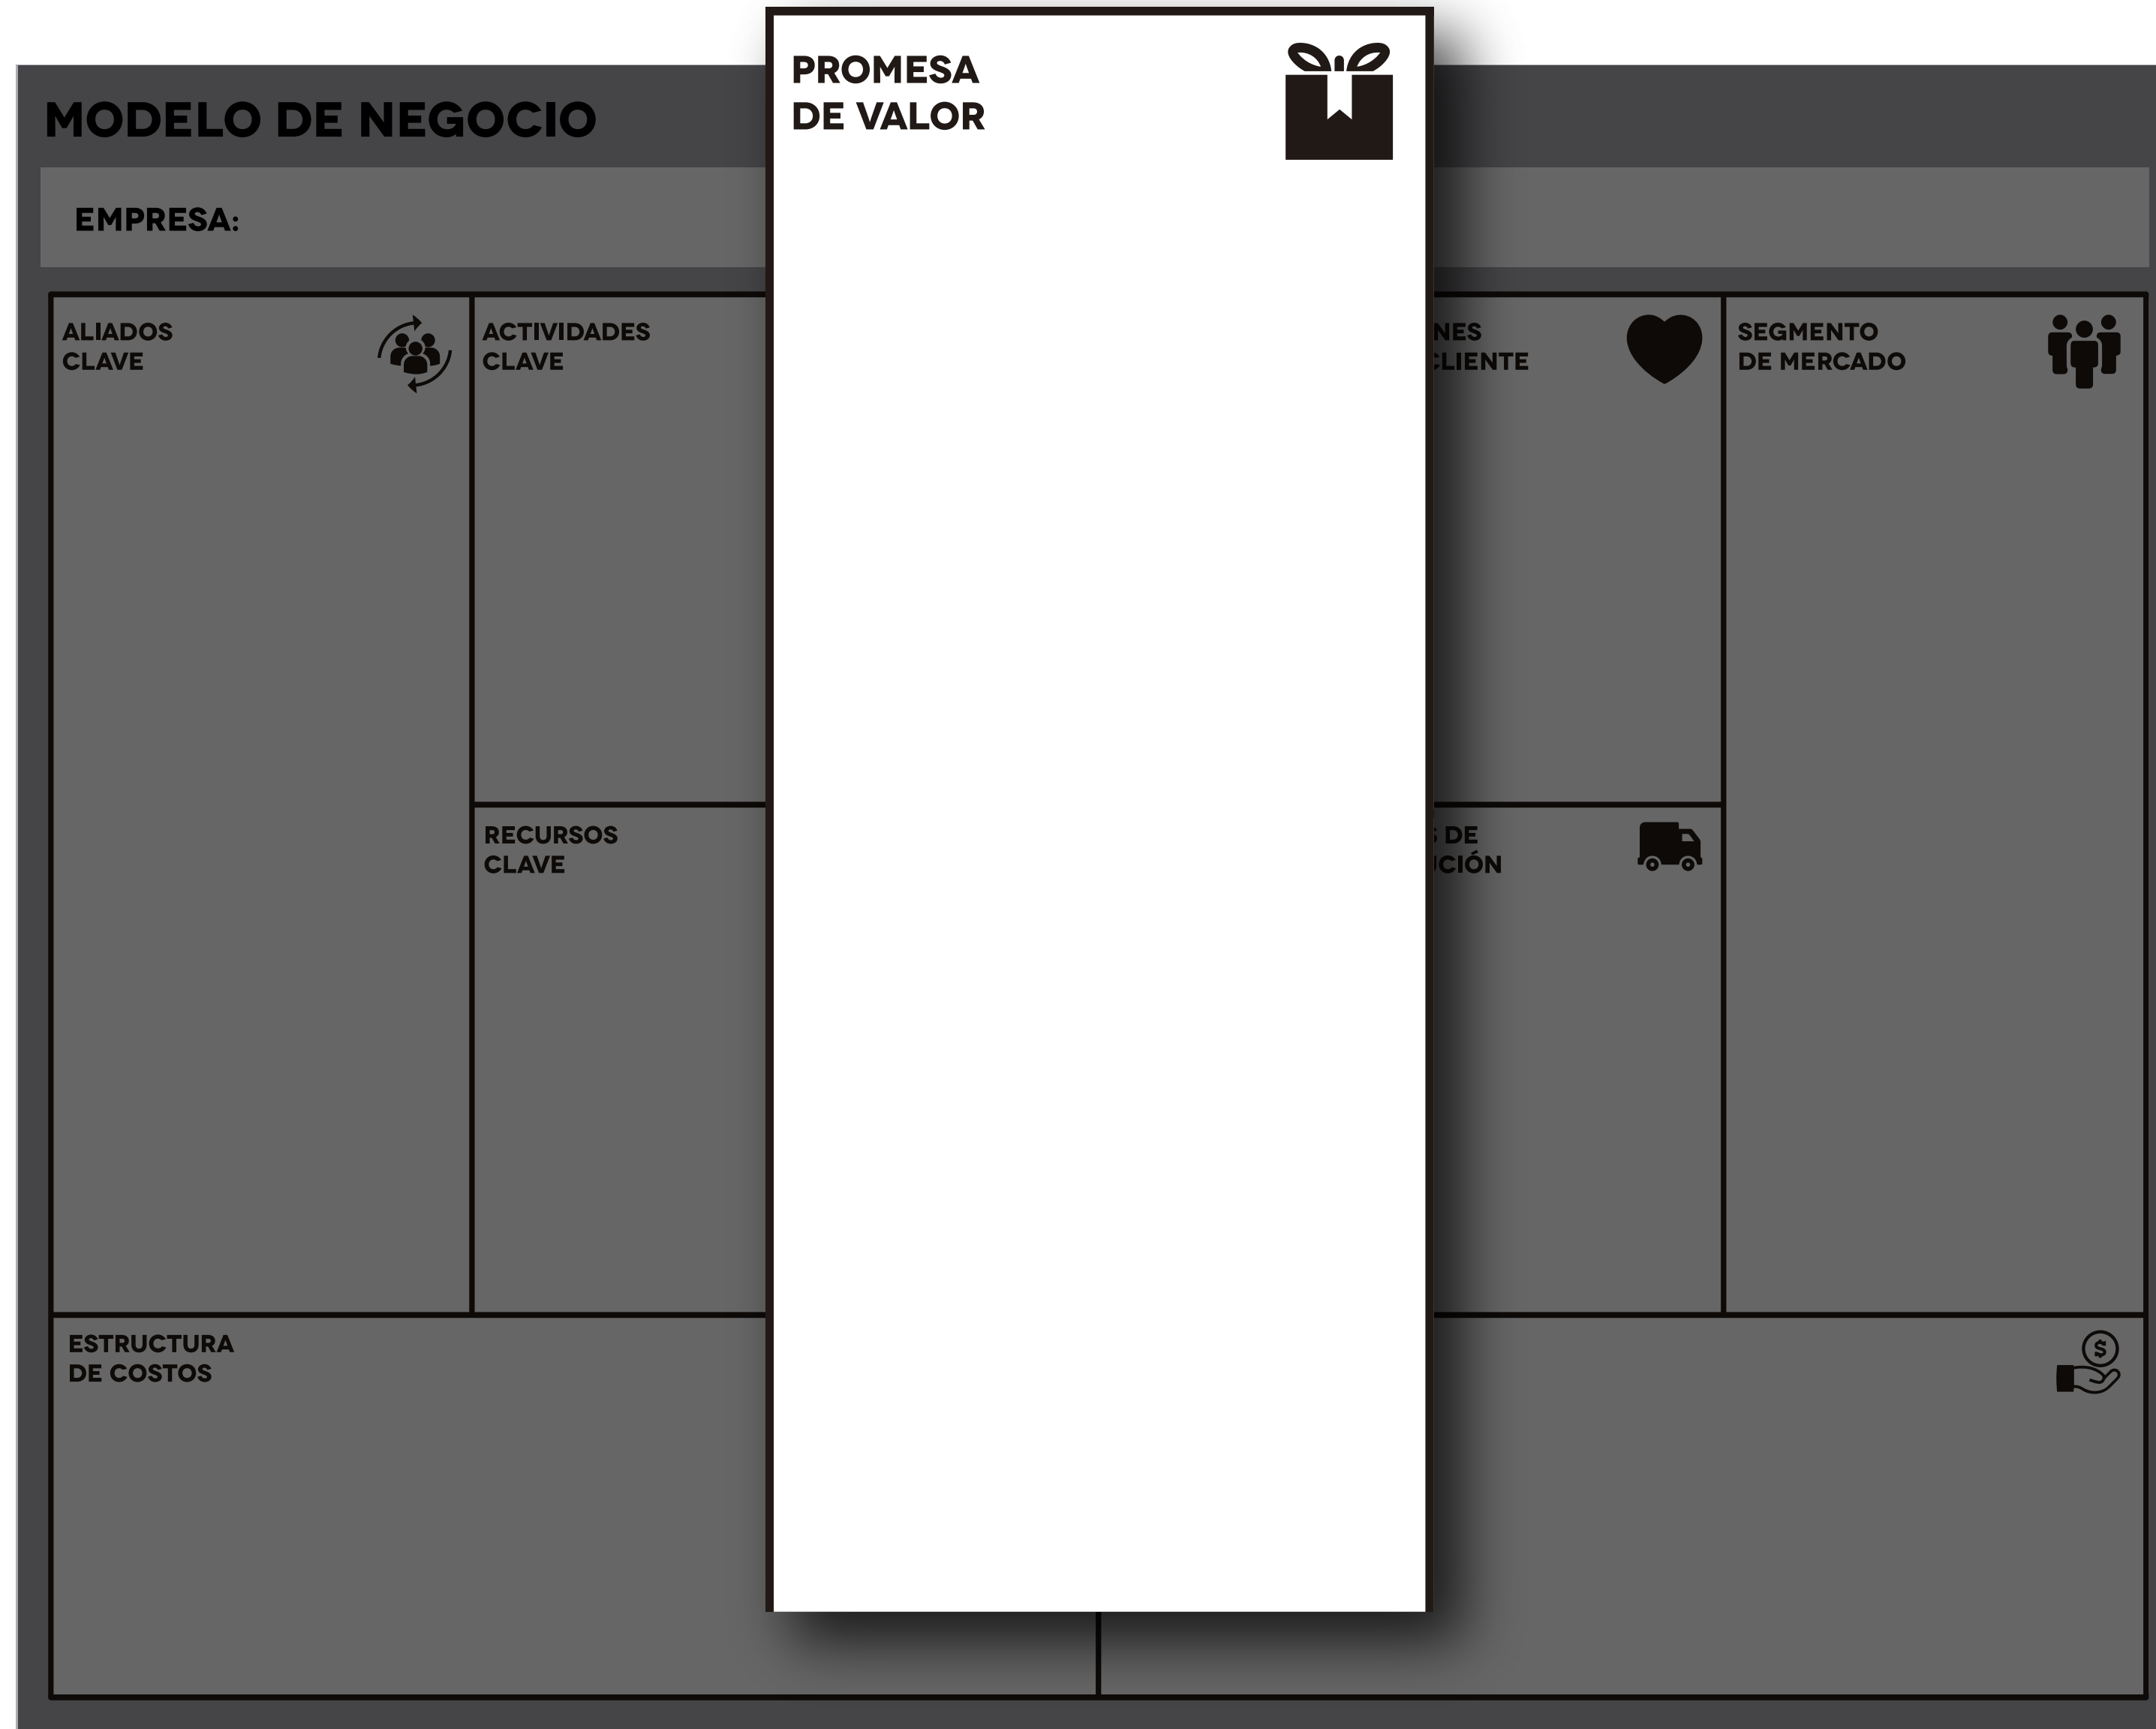 PROMESA
DE VALOR
MODELO DE NEGOCIO
EMPRESA:
ALIADOS
CLAVE
ACTIVIDADES
CLAVE
SEGMENTO
DE MERCADO
RECURSOS
CLAVE
DE
ESTRUCTURA
DE COSTOS
$